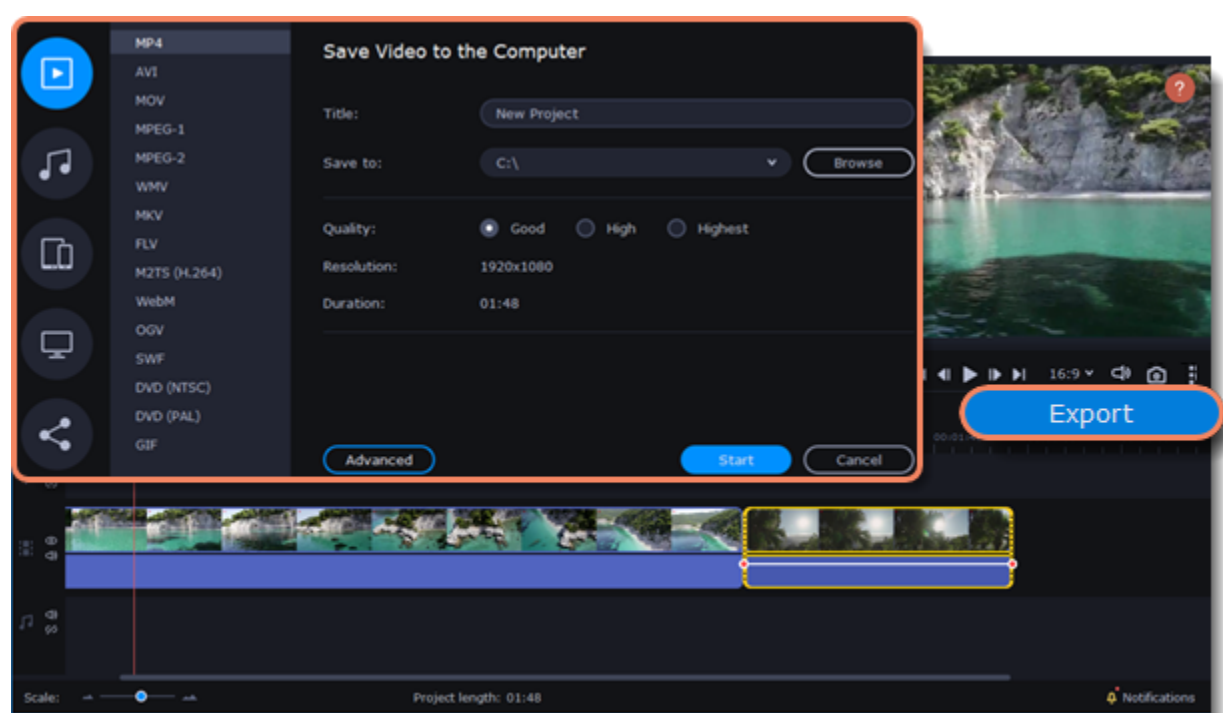 MP4
AVI
MOV
MPEG-1
MPEG-2
WMV
MKV
FLV
M2TS (H.264)
WebM
OGV
SWF
DVD (NTSC)
DVD (PAL)
GIF
Save Video to the Computer
Title: New Project
Save to: C:\ Browse
Quality: Good High Highest
Resolution: 1920x1080
Duration: 01:48
Advanced Start Cancel
?
16:9
Export
Scale: Project length: 01:48 Notifications